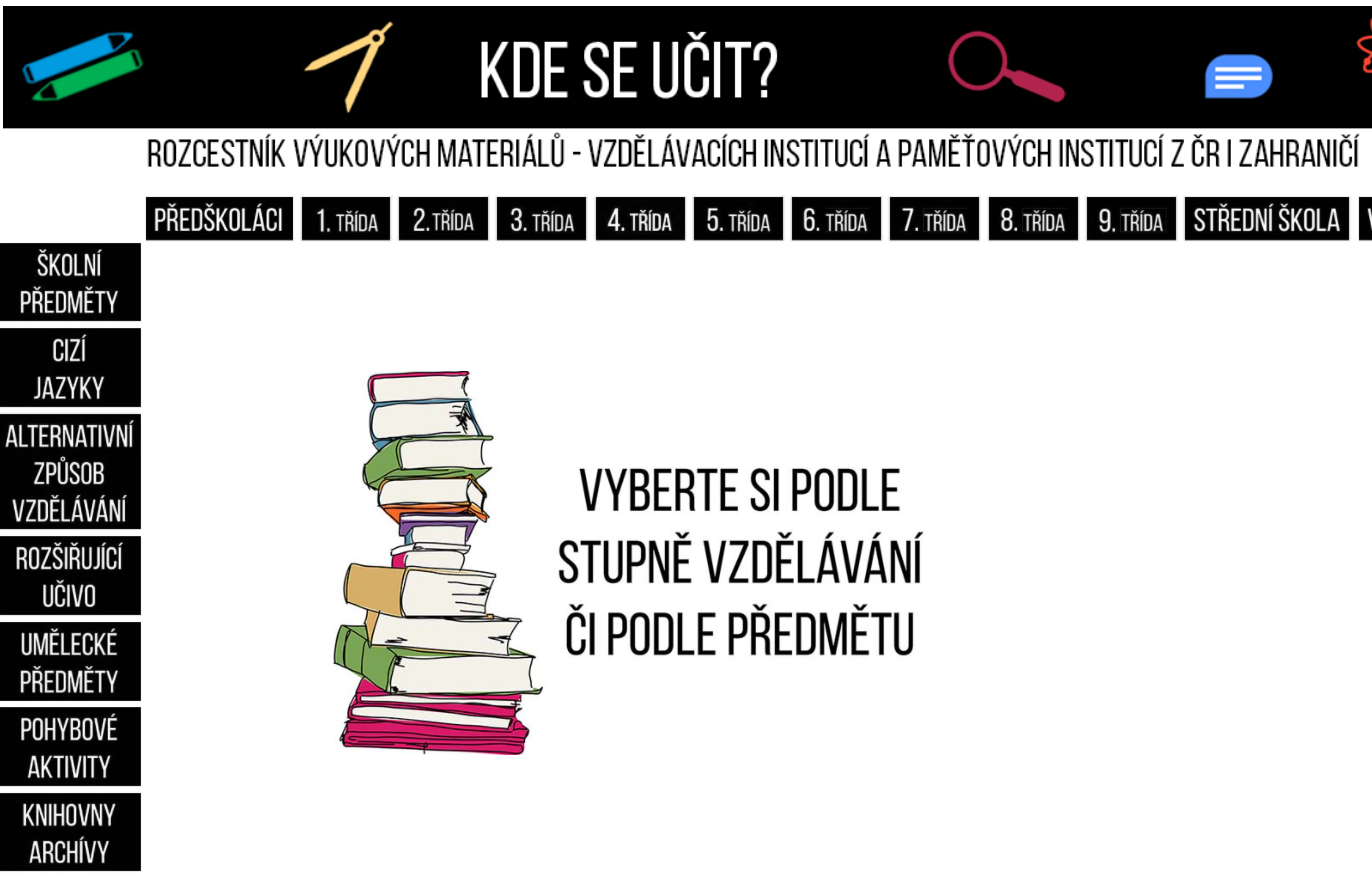 KDE SE UČIT?
ROZCESTNÍK VÝUKOVÝCH MATERIÁLŮ - VZDĚLÁVACÍCH INSTITUCÍ A PAMĚŤOVÝCH INSTITUCÍ Z ČR I ZAHRANIČÍ
PŘEDŠKOLÁCI 1. TŘÍDA 2. TŘÍDA 3. TŘÍDA 4. TŘÍDA 5. TŘÍDA 6. TŘÍDA 7. TŘÍDA 8. TŘÍDA 9. TŘÍDA STŘEDNÍ ŠKOLA
ŠKOLNÍ
PŘEDMĚTY
CIZÍ
JAZYKY
ALTERNATIVNÍ
ZPŮSOB
VZDĚLÁVÁNÍ
ROZŠIŘUJÍCÍ
UČIVO
UMĚLECKÉ
PŘEDMĚTY
POHYBOVÉ
AKTIVITY
KNIHOVNY
ARCHÍVY
VYBERTE SI PODLE
STUPNĚ VZDĚLÁVÁNÍ
ČI PODLE PŘEDMĚTU